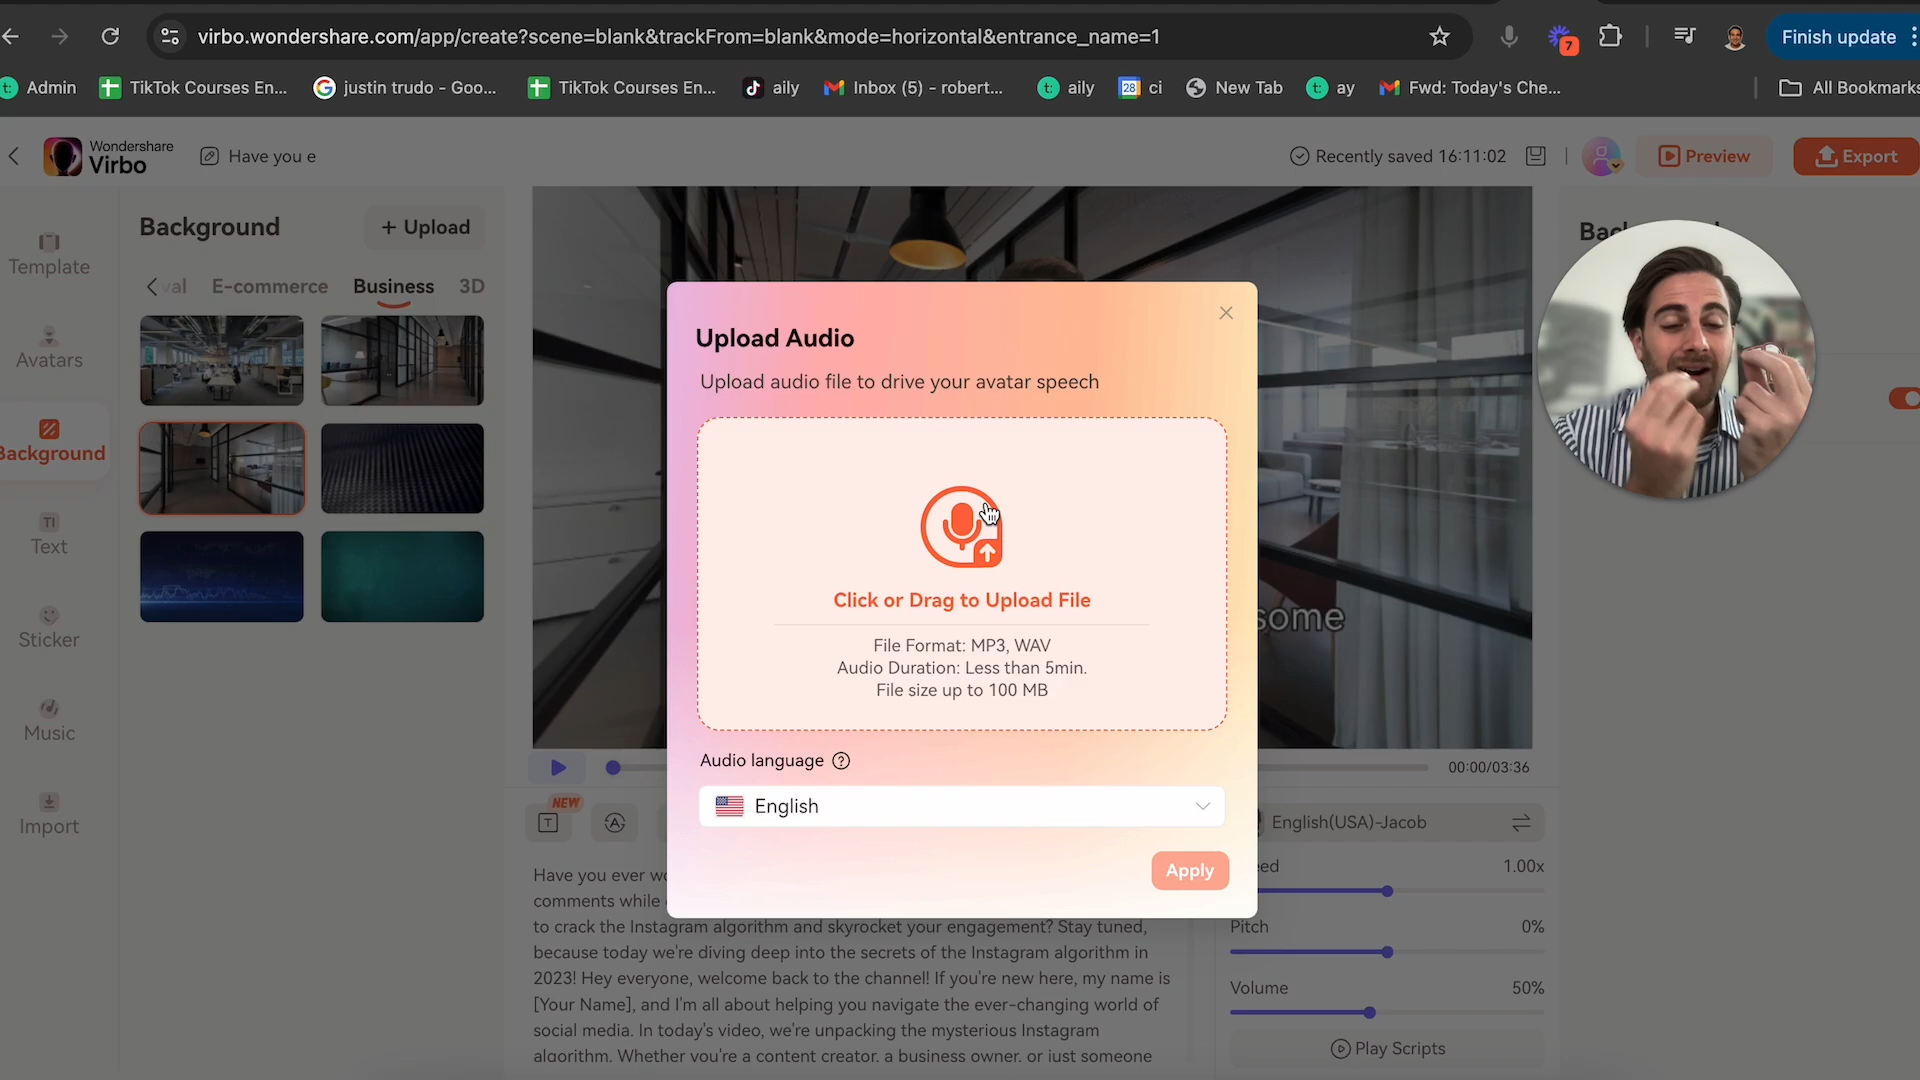 virbo.wondershare.com/app/create?scene=blank&trackFrom=blank&mode=horizontal&entrance_name=1
7
Finish update
Admin
TikTok Courses En...
justin trudo - Goo...
TikTok Courses En...
aily
Inbox (5) - robert...
aily
28
ci
New Tab
ay
Fwd: Today's Che...
All Bookmarks
Wondershare
Virbo
Have you e
Recently saved 16:11:02
Preview
Export
Template
Avatars
Background
Text
Sticker
Music
Import
Background
+ Upload
val
E-commerce
Business
3D
Upload Audio
Upload audio file to drive your avatar speech
Click or Drag to Upload File
File Format: MP3, WAV
Audio Duration: Less than 5min.
File size up to 100 MB
Audio language
English
Apply
some
00:00/03:36
NEW
English(USA)-Jacob
1.00x
Pitch
0%
Volume
50%
Play Scripts
Have you ever
comments while
to crack the Instagram algorithm and skyrocket your engagement? Stay tuned,
because today we're diving deep into the secrets of the Instagram algorithm in
2023! Hey everyone, welcome back to the channel! If you're new here, my name is
[Your Name], and I'm all about helping you navigate the ever-changing world of
social media. In today's video, we're unpacking the mysterious Instagram
algorithm. Whether you're a content creator, a business owner, or just someone